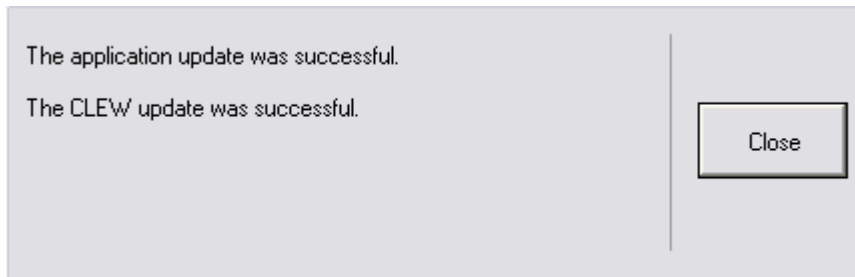 The application update was successful.
The CLEW update was successful.
Close